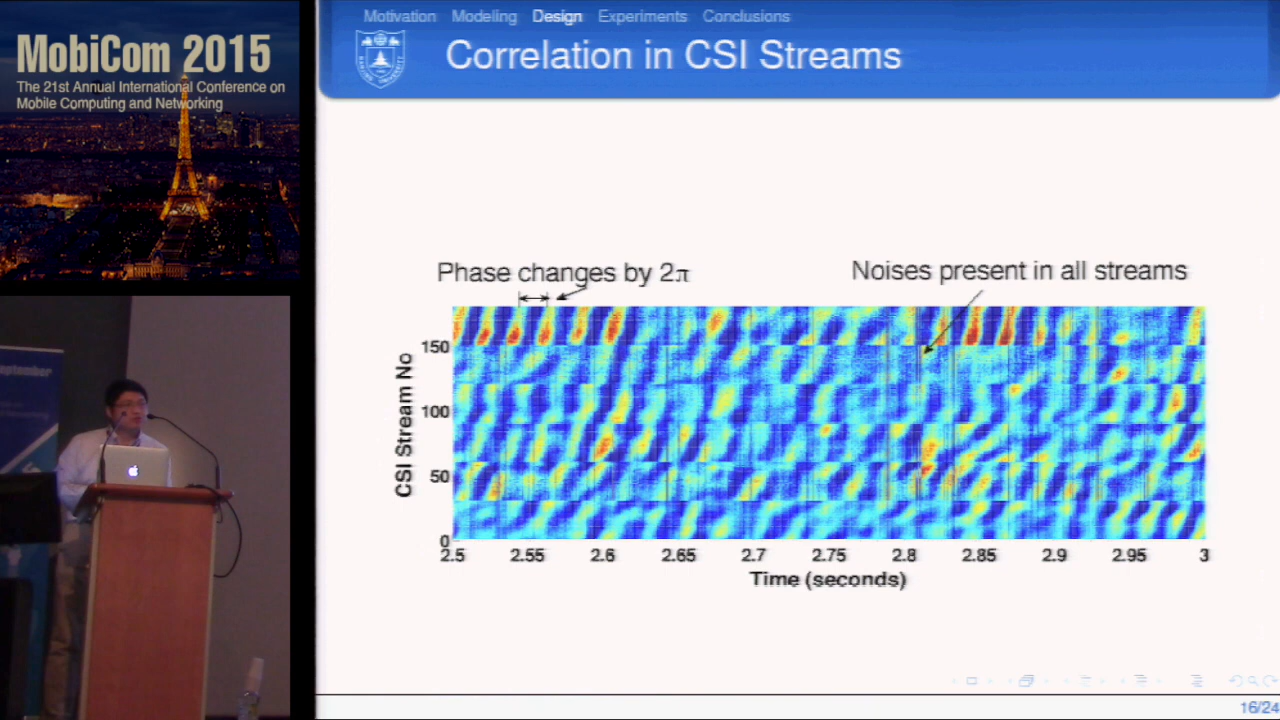 MobiCom 2015
The 21st Annual International Conference on
Mobile Computing and Networking
Motivation Modeling Design Experiments Conclusions
Correlation in CSI Streams
Phase changes by 2π
Noises present in all streams
CSI Stream No
150
100
50
0
2.5 2.55 2.6 2.65 2.7 2.75 2.8 2.85 2.9 2.95 3
Time (seconds)
16/24